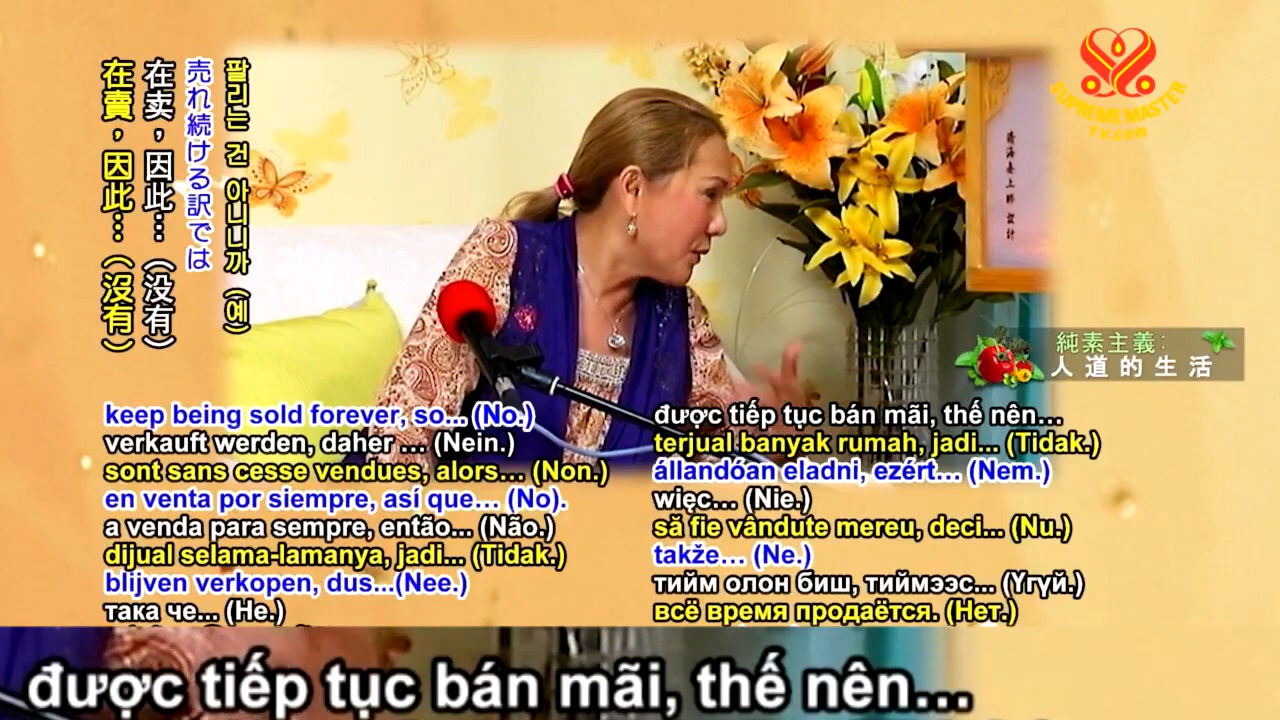 팔리는 건 아니니까 (예)
売れ続ける訳では
在卖，因此… (没有)
在賣，因此… (沒有)
SUPREME MASTER
TV.com
純素主義:
人道的生活
keep being sold forever, so... (No.)
verkauft werden, daher … (Nein.)
sont sans cesse vendues, alors… (Non.)
en venta por siempre, así que… (No).
a venda para sempre, então... (Não.)
dijual selama-lamanya, jadi... (Tidak.)
blijven verkopen, dus...(Nee.)
така че... (Не.)
được tiếp tục bán mãi, thế nên…
terjual banyak rumah, jadi... (Tidak.)
állandóan eladni, ezért… (Nem.)
więc... (Nie.)
să fie vândute mereu, deci... (Nu.)
takže… (Ne.)
тийм олон биш, тиймээс... (Үгүй.)
всё время продаётся. (Нет.)
được tiếp tục bán mãi, thế nên…